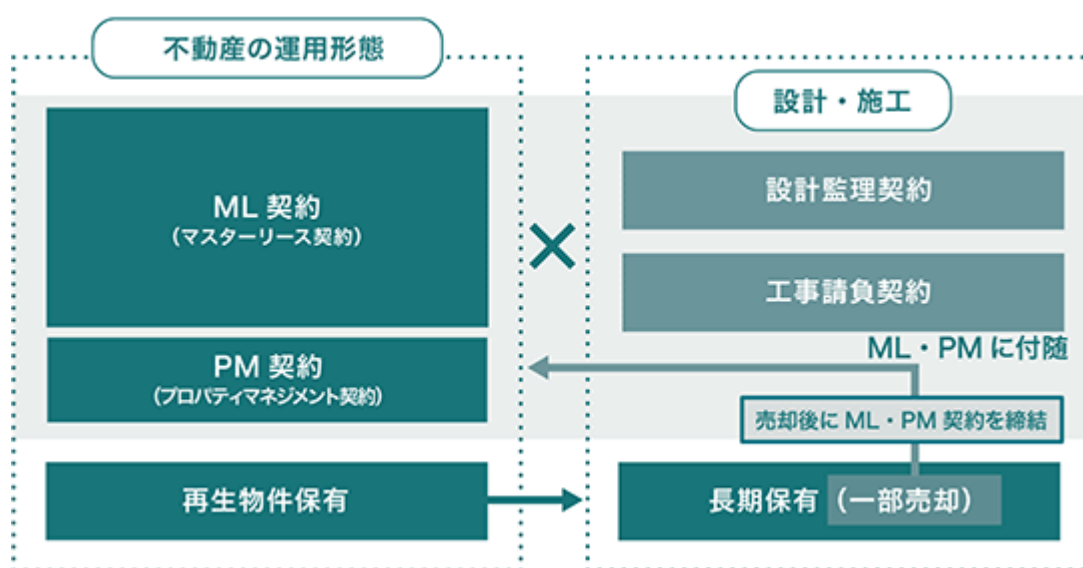 不動産の運用形態
ML 契約
（マスターリース契約）
PM 契約
（プロパティマネジメント契約）
再生物件保有
×
設計・施工
設計監理契約
工事請負契約
ML・PM に付随
売却後に ML・PM 契約を締結
長期保有（一部売却）